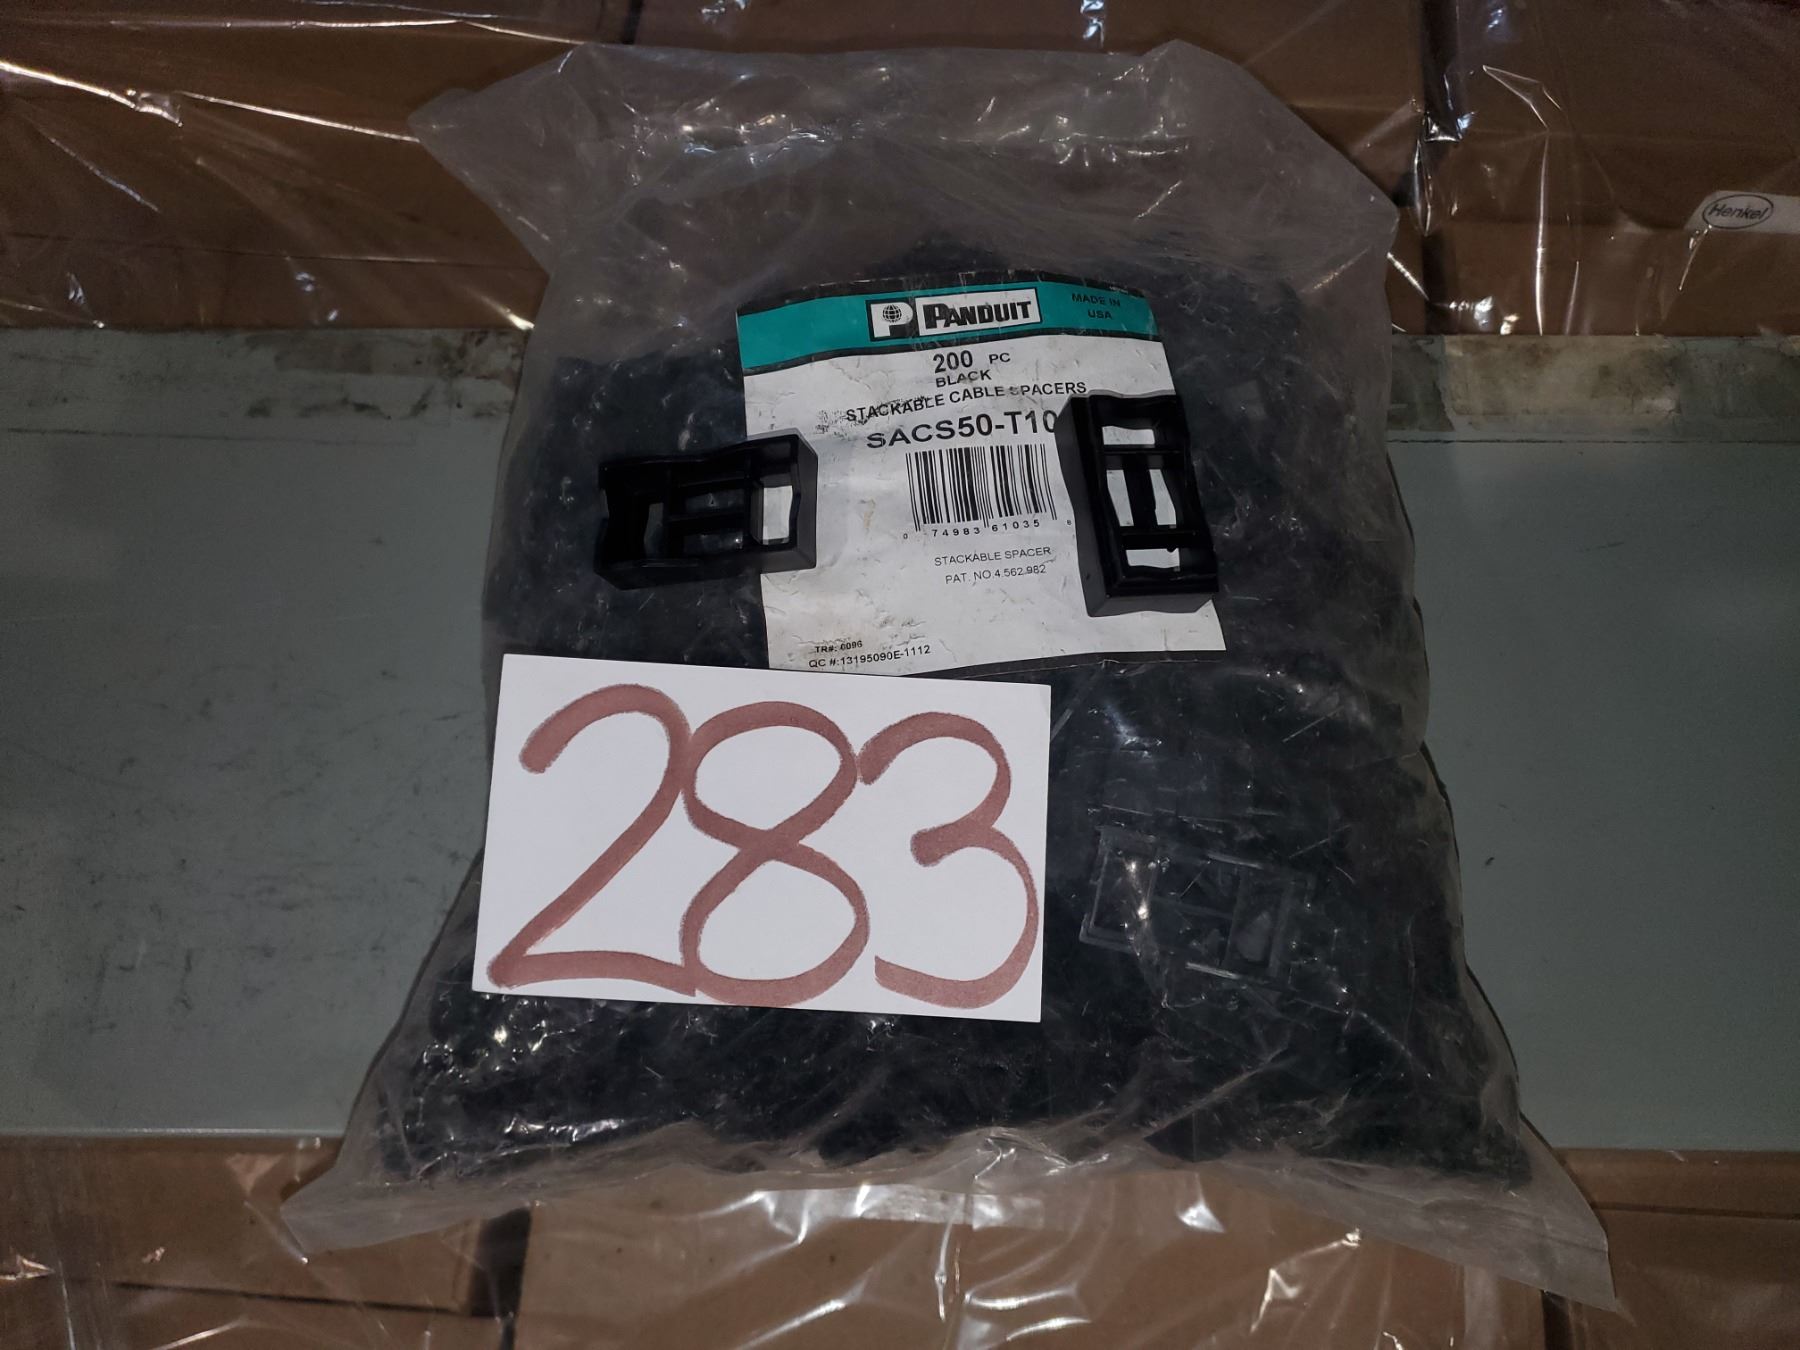 Henkel
PANDUIT
MADE IN
USA
200 PC
BLACK
STACKABLE CABLE SPACERS
SACS50-T10
0 74983 61035 8
STACKABLE SPACER
PAT. NO.4.562.982
TR#: 0096
QC #:13195090E-1112
283